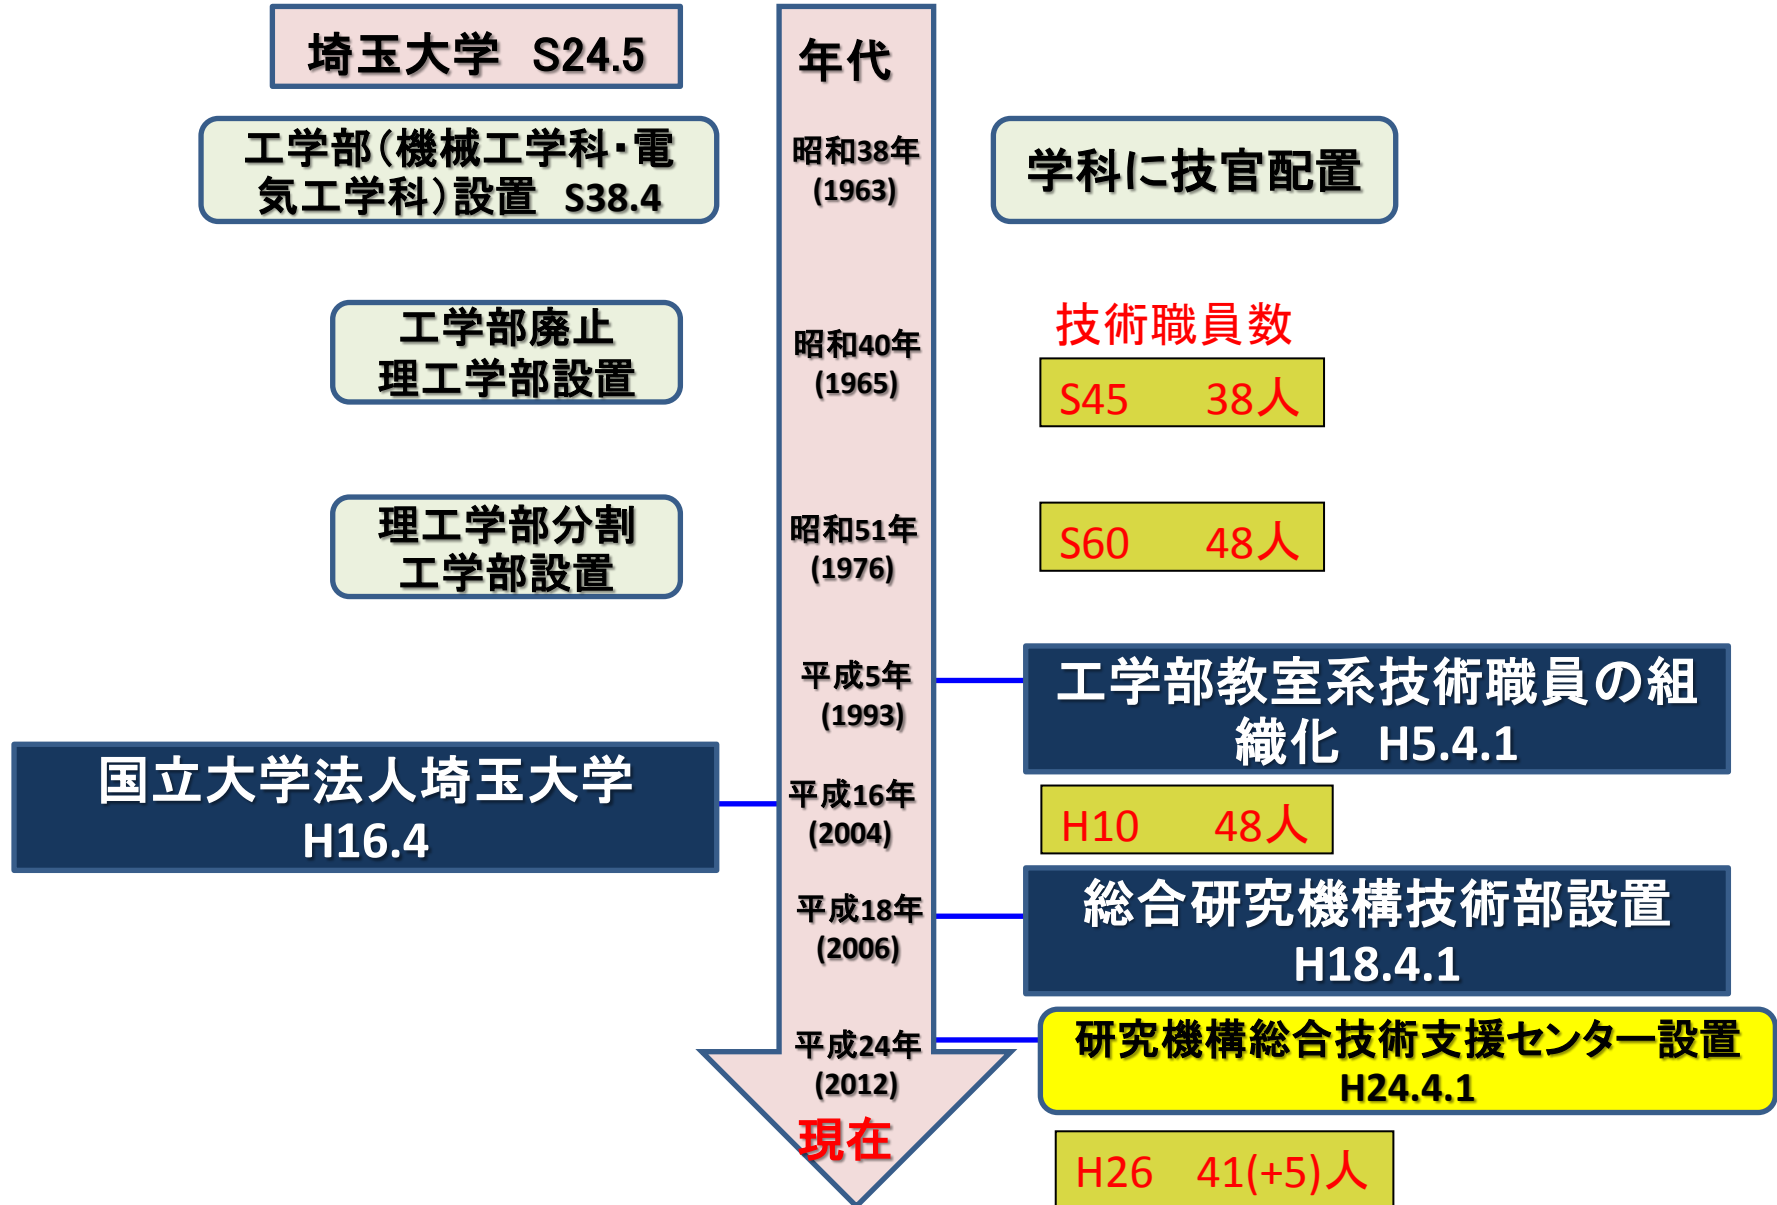 埼玉大学 S24.5
年代
工学部（機械工学科・電
気工学科）設置 S38.4
昭和38年
(1963)
学科に技官配置
工学部廃止
理工学部設置
昭和40年
(1965)
技術職員数
S45 38人
理工学部分割
工学部設置
昭和51年
(1976)
S60 48人
平成5年
(1993)
工学部教室系技術職員の組
織化 H5.4.1
国立大学法人埼玉大学
H16.4
平成16年
(2004)
H10 48人
平成18年
(2006)
総合研究機構技術部設置
H18.4.1
平成24年
(2012)
研究機構総合技術支援センター設置
H24.4.1
現在
H26 41(+5)人